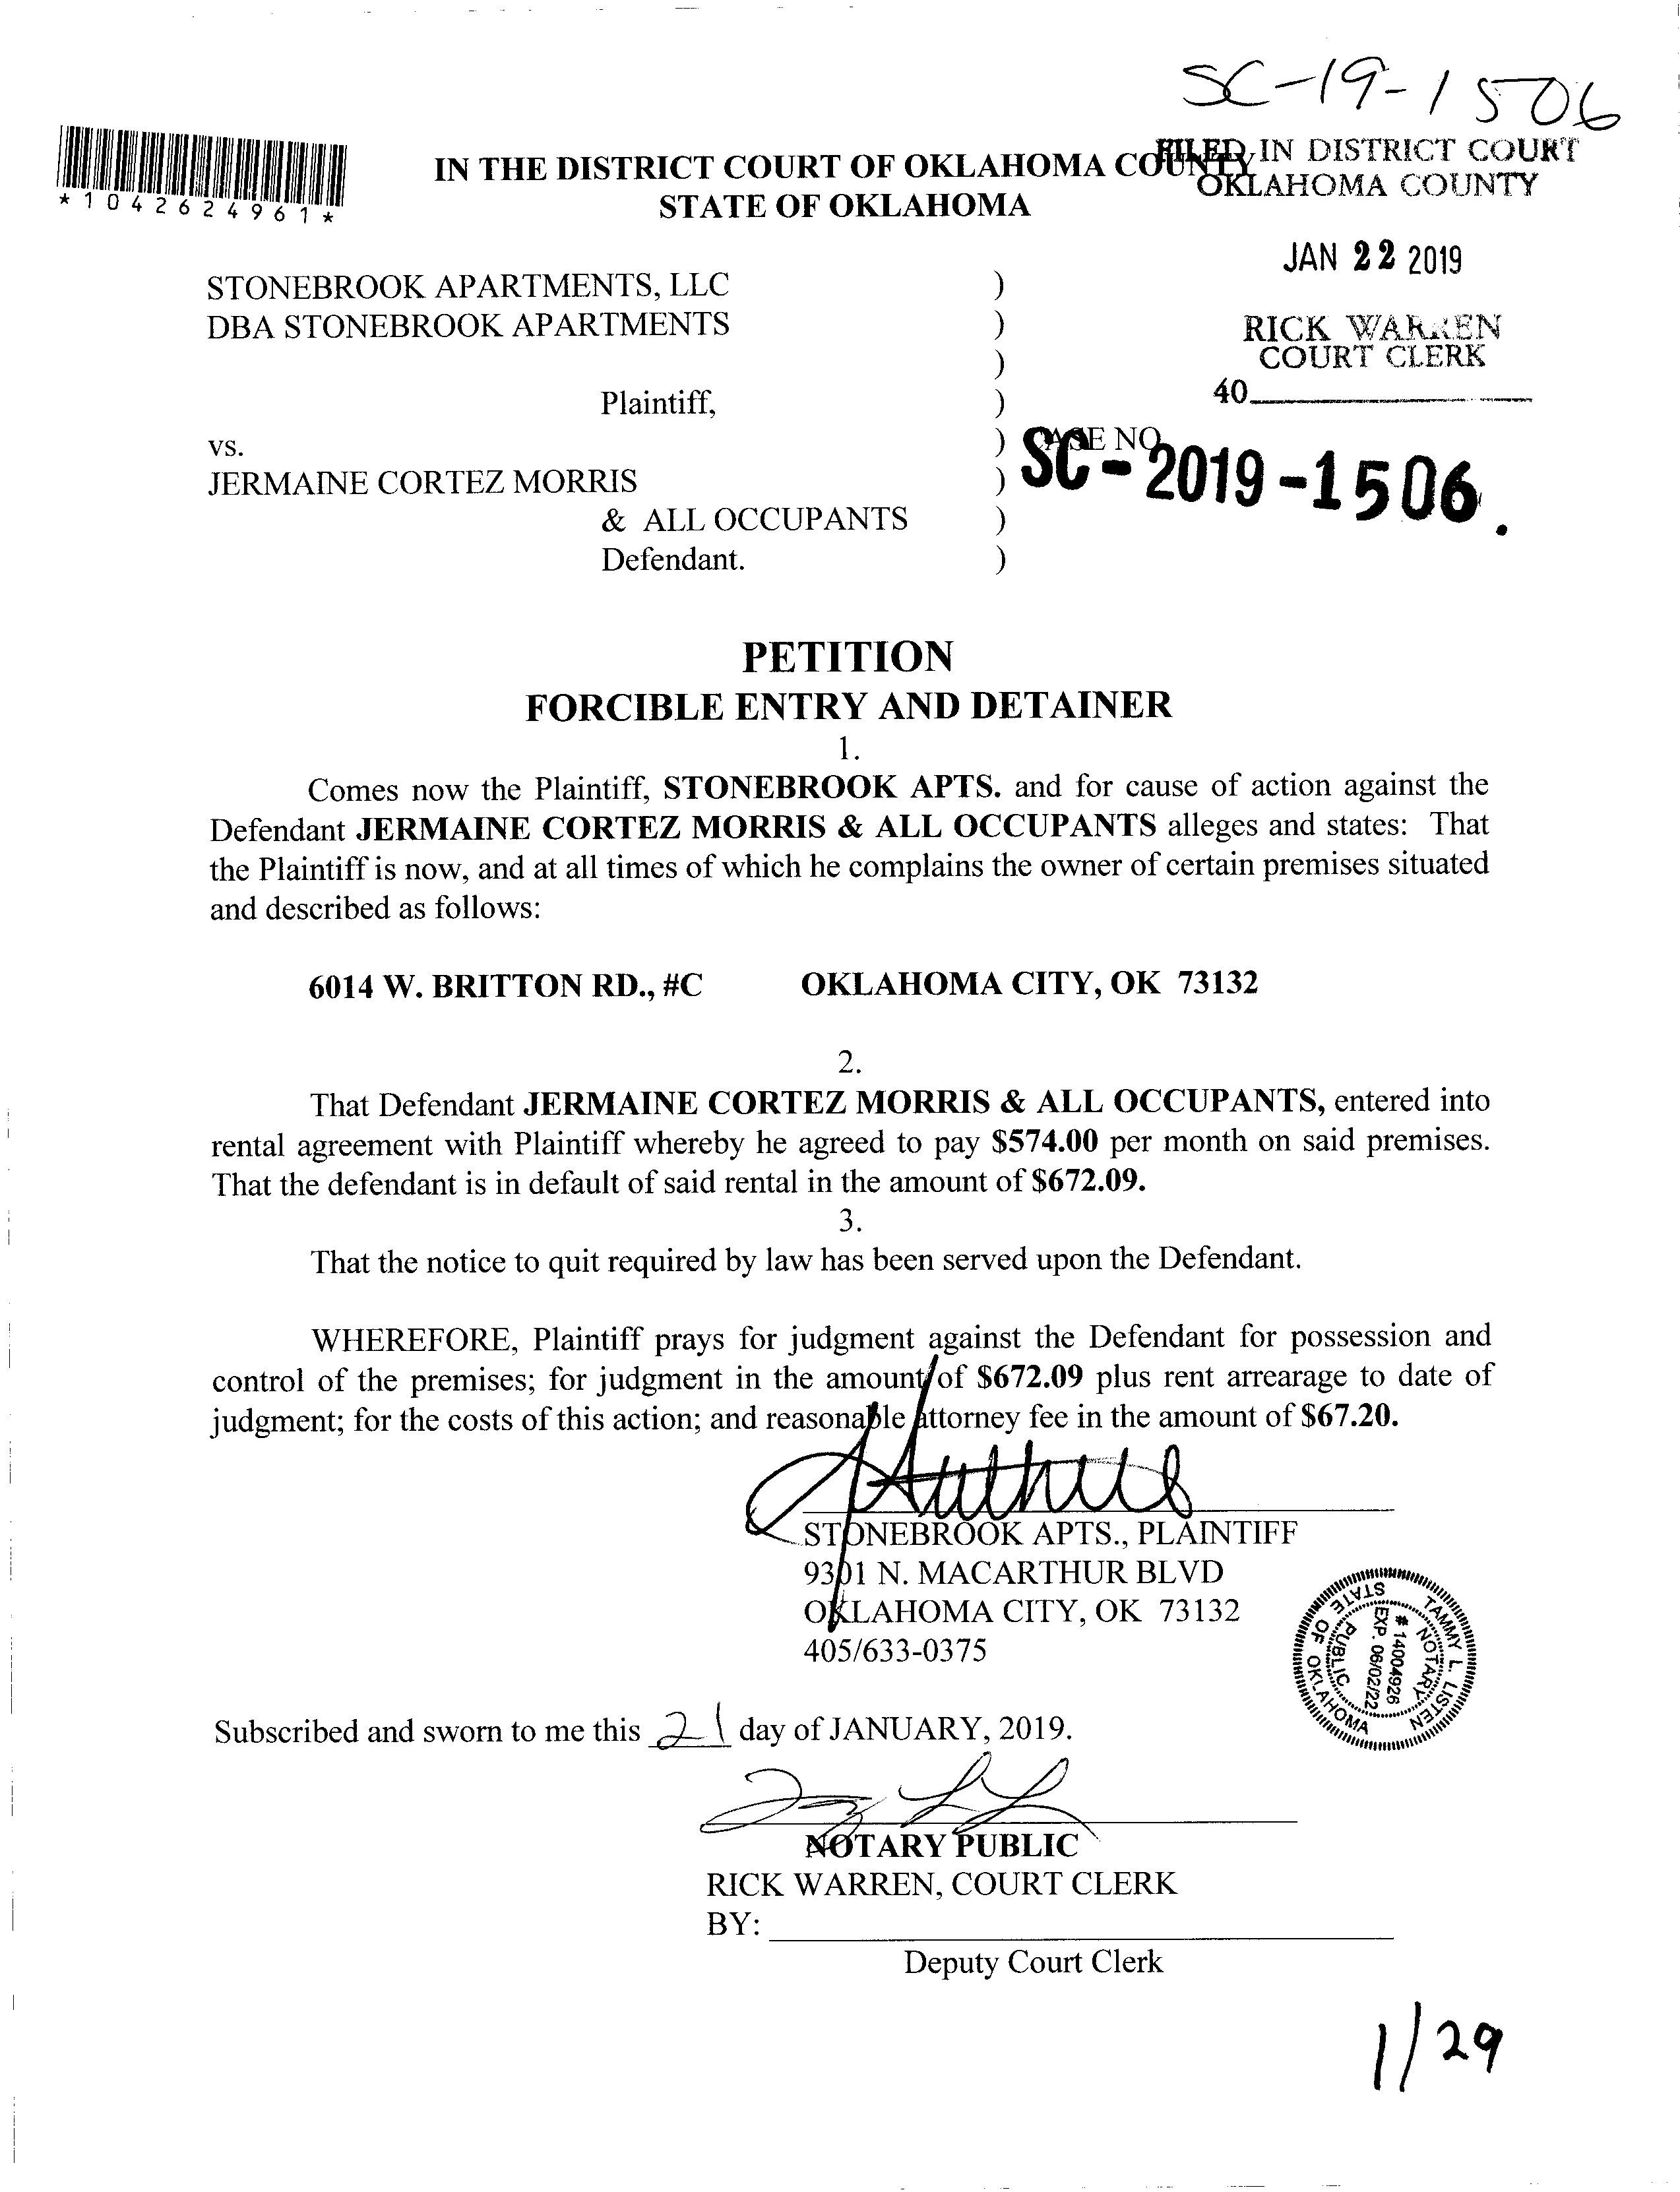 SC-19-1506
*1042624961*
IN THE DISTRICT COURT OF OKLAHOMA COUNTY
STATE OF OKLAHOMA
FILED IN DISTRICT COURT
OKLAHOMA COUNTY
JAN 22 2019
RICK WARREN
COURT CLERK
40
STONEBROOK APARTMENTS, LLC )
DBA STONEBROOK APARTMENTS )
)
Plaintiff, )
vs. ) CASE NO.
SC-2019-1506.
JERMAINE CORTEZ MORRIS )
& ALL OCCUPANTS )
Defendant. )
PETITION
FORCIBLE ENTRY AND DETAINER
1.
Comes now the Plaintiff, STONEBROOK APTS. and for cause of action against the
Defendant JERMAINE CORTEZ MORRIS & ALL OCCUPANTS alleges and states: That
the Plaintiff is now, and at all times of which he complains the owner of certain premises situated
and described as follows:
6014 W. BRITTON RD., #C OKLAHOMA CITY, OK 73132
2.
That Defendant JERMAINE CORTEZ MORRIS & ALL OCCUPANTS, entered into
rental agreement with Plaintiff whereby he agreed to pay $574.00 per month on said premises.
That the defendant is in default of said rental in the amount of $672.09.
3.
That the notice to quit required by law has been served upon the Defendant.
WHEREFORE, Plaintiff prays for judgment against the Defendant for possession and
control of the premises; for judgment in the amount of $672.09 plus rent arrearage to date of
judgment; for the costs of this action; and reasonable attorney fee in the amount of $67.20.
STONEBROOK APTS., PLAINTIFF
9301 N. MACARTHUR BLVD
OKLAHOMA CITY, OK 73132
405/633-0375
TAMMY L. LISTEN
NOTARY PUBLIC
# 14004926
EXP. 06/02/22
STATE OF OKLAHOMA
Subscribed and sworn to me this 21 day of JANUARY, 2019.
NOTARY PUBLIC
RICK WARREN, COURT CLERK
BY:
Deputy Court Clerk
1/29